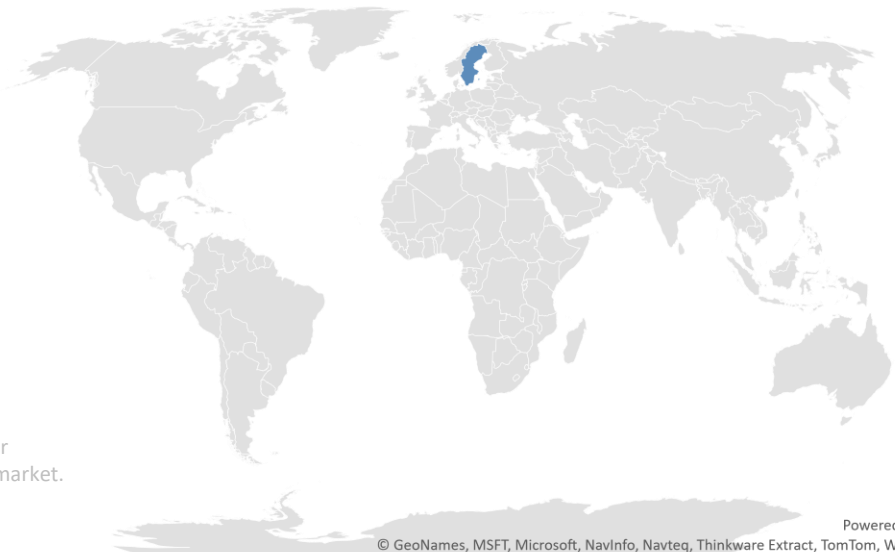 r
market.
Powered
© GeoNames, MSFT, Microsoft, NavInfo, Navteq, Thinkware Extract, TomTom, W